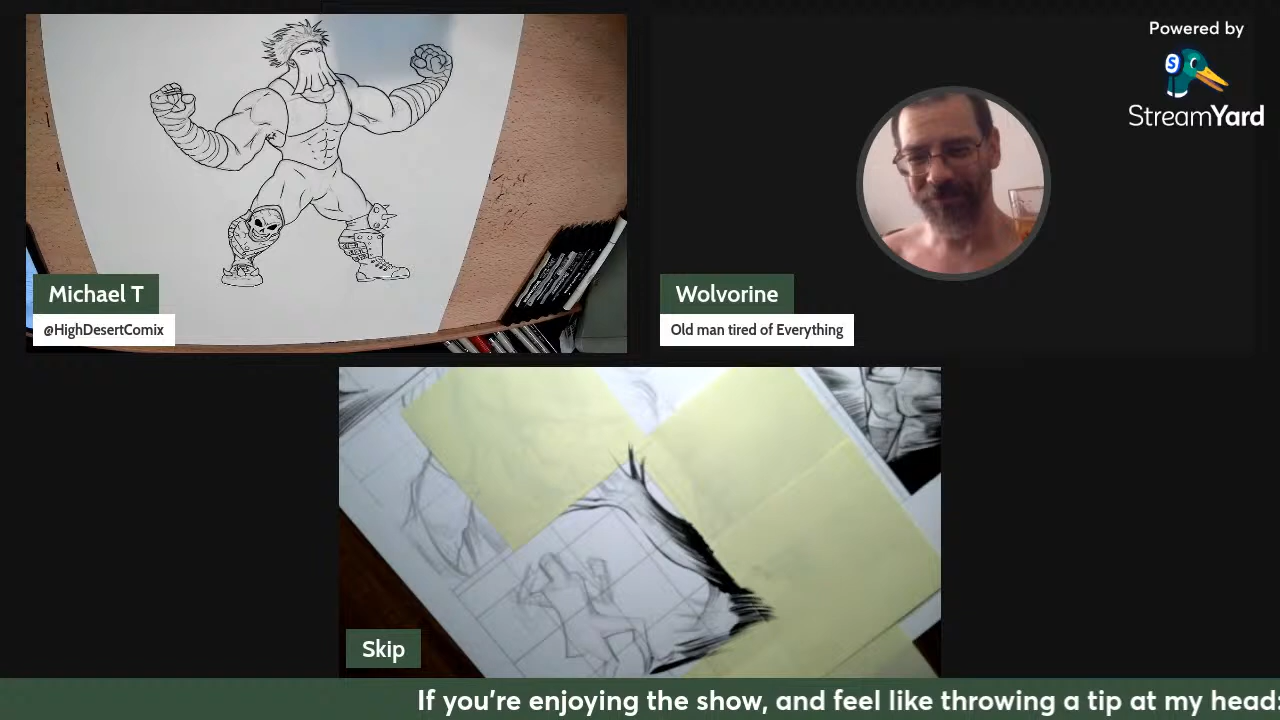 Powered by
StreamYard
Michael T
@HighDesertComix
Wolvorine
Old man tired of Everything
Skip
If you're enjoying the show, and feel like throwing a tip at my head: